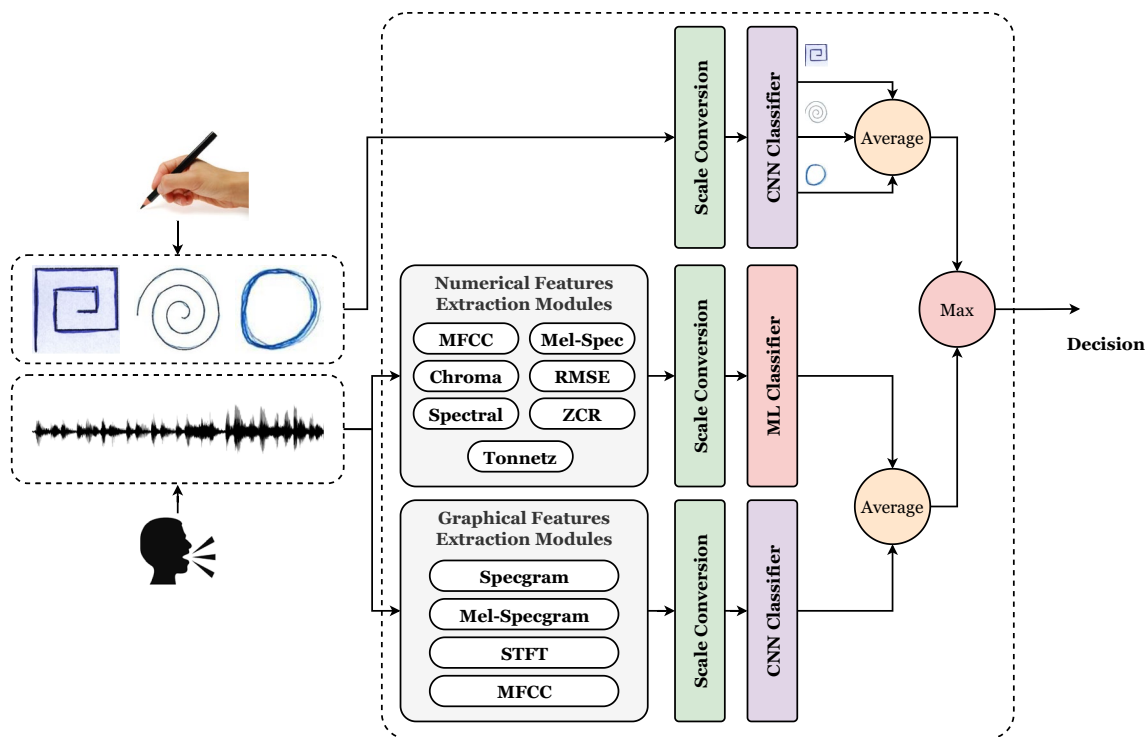 Scale Conversion
CNN Classifier
Average
Numerical Features
Extraction Modules
MFCC
Mel-Spec
Chroma
RMSE
Spectral
ZCR
Tonnetz
Scale Conversion
ML Classifier
Max
Decision
Graphical Features
Extraction Modules
Specgram
Mel-Specgram
STFT
MFCC
Scale Conversion
CNN Classifier
Average